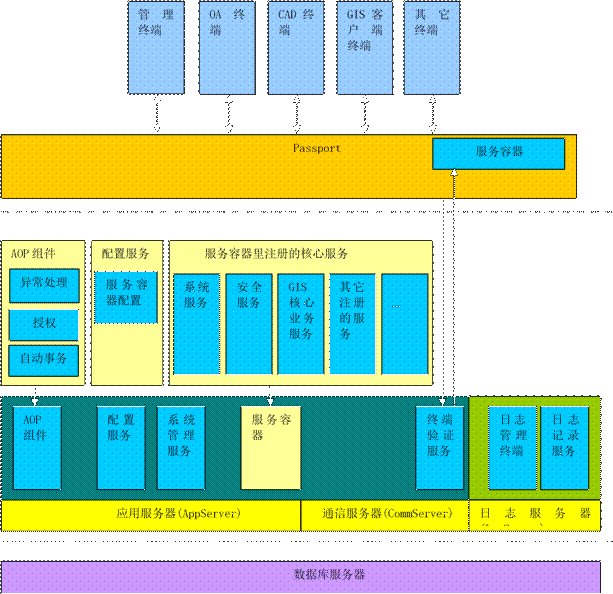 管理
终端
OA 终
端
CAD 终
端
GIS 客
户端
终端
其它
终端
Passport
服务容器
AOP 组件
异常处理
授权
自动事务
配置服务
服务容
器配置
服务容器里注册的核心服务
系统
服务
安全
服务
GIS
核心
业务
服务
其它
注册
的服
务
...
AOP
组件
配置
服务
系统
管理
服务
服务容
器
终端
验证
服务
日志
管理
终端
日志
记录
服务
应用服务器(AppServer)
通信服务器(CommServer)
日志服务器
数据库服务器